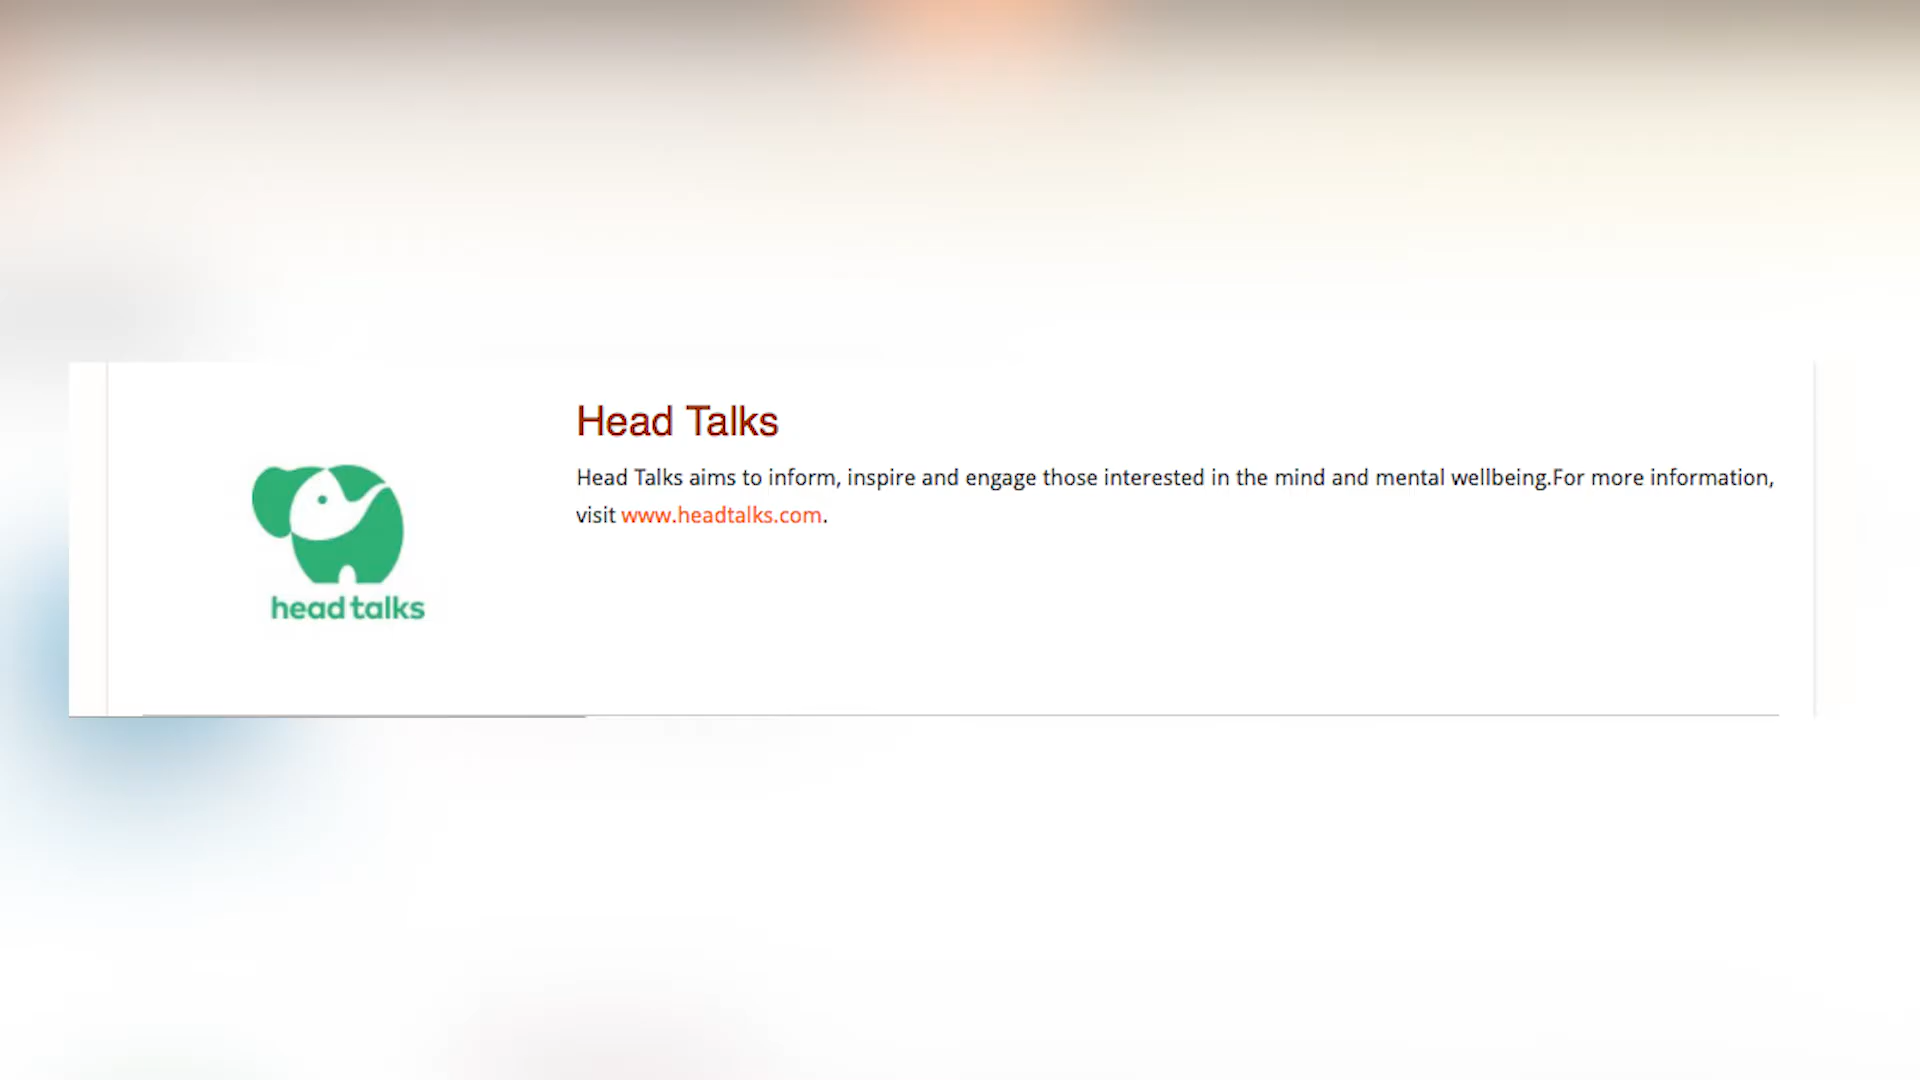 Head Talks
Head Talks aims to inform, inspire and engage those interested in the mind and mental wellbeing.For more information,
visit www.headtalks.com.
head talks